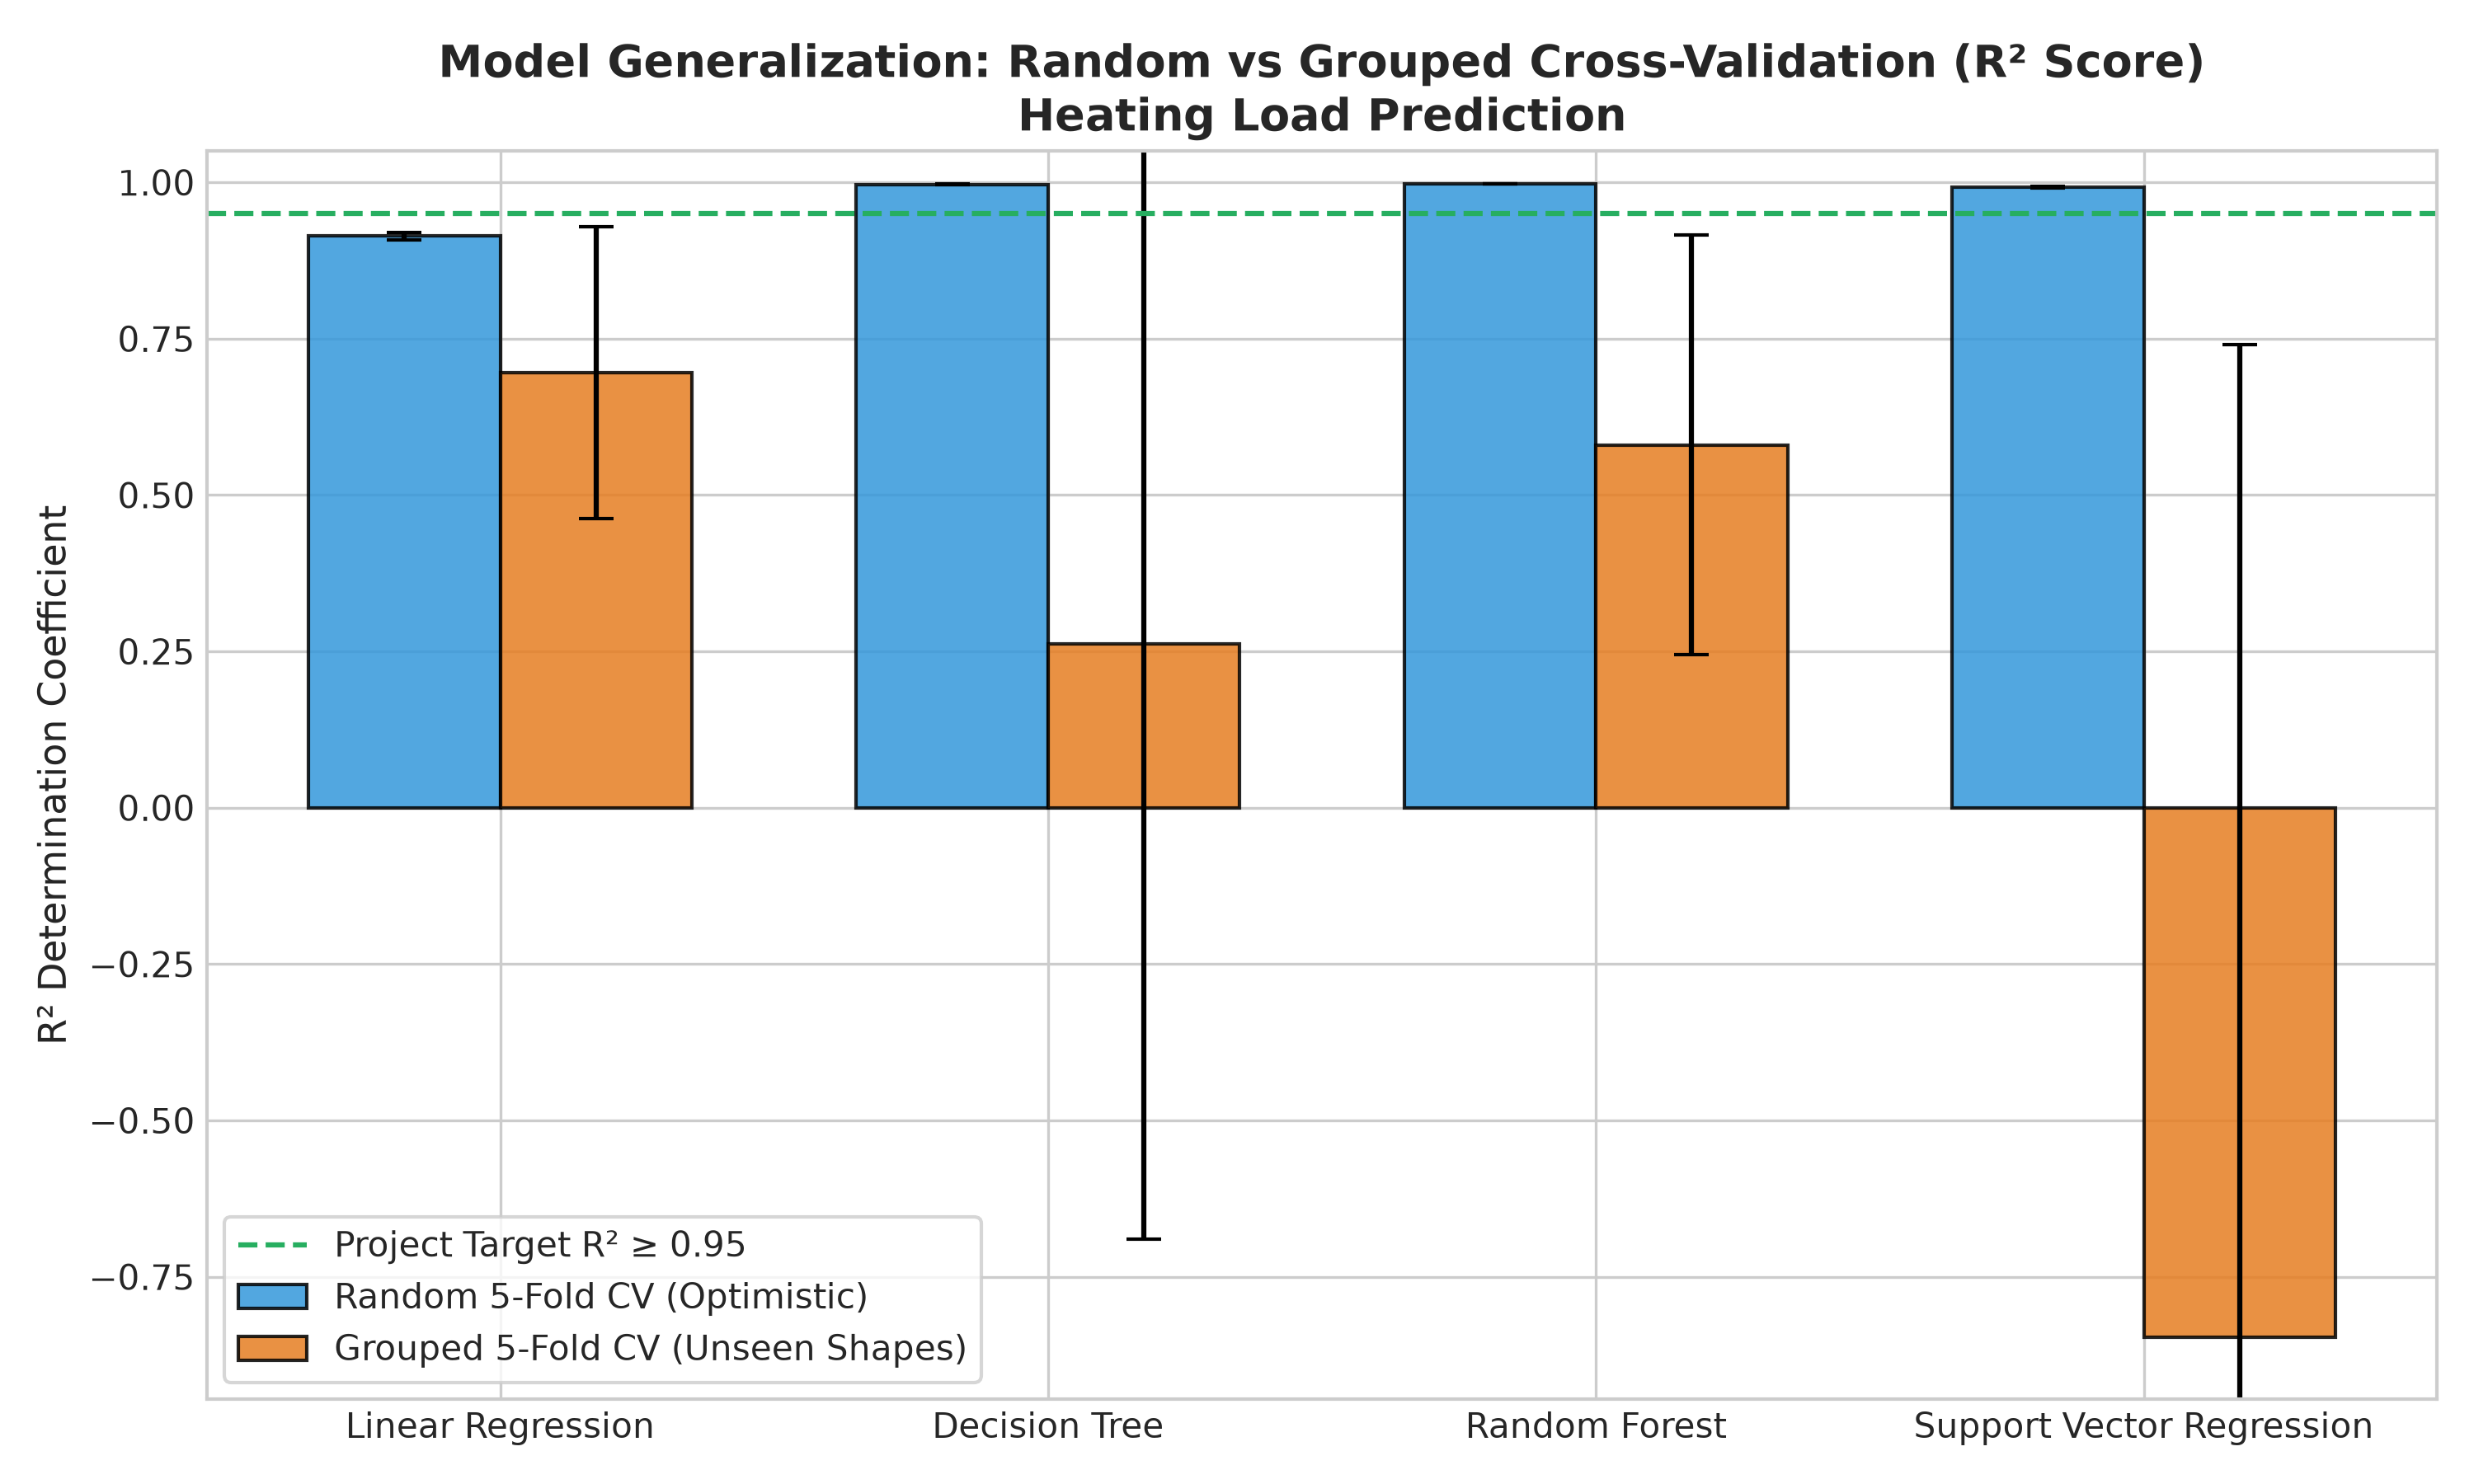 Model Generalization: Random vs Grouped Cross-Validation (R² Score)
Heating Load Prediction
R² Determination Coefficient
1.00
0.75
0.50
0.25
0.00
−0.25
−0.50
−0.75
Project Target R² ≥ 0.95
Random 5-Fold CV (Optimistic)
Grouped 5-Fold CV (Unseen Shapes)
Linear Regression
Decision Tree
Random Forest
Support Vector Regression